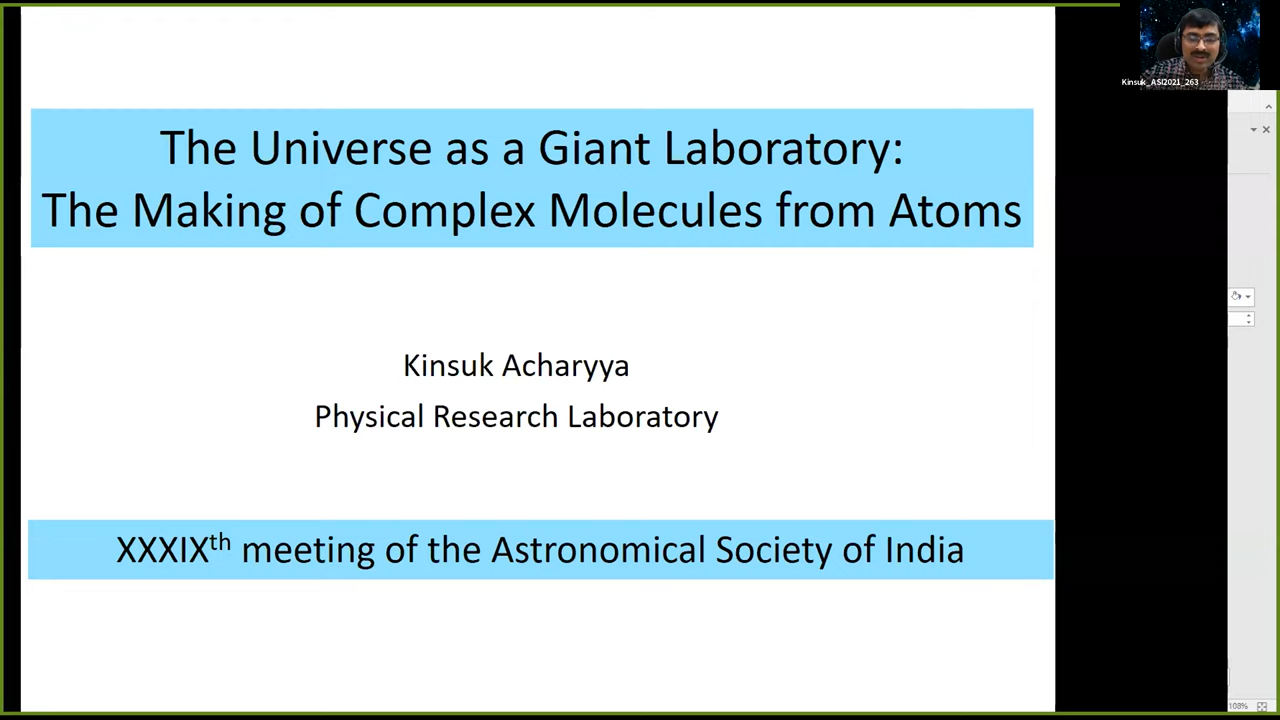 Kinsuk_ASI2021_263
The Universe as a Giant Laboratory:
The Making of Complex Molecules from Atoms
Kinsuk Acharyya
Physical Research Laboratory
XXXIXth meeting of the Astronomical Society of India
108%